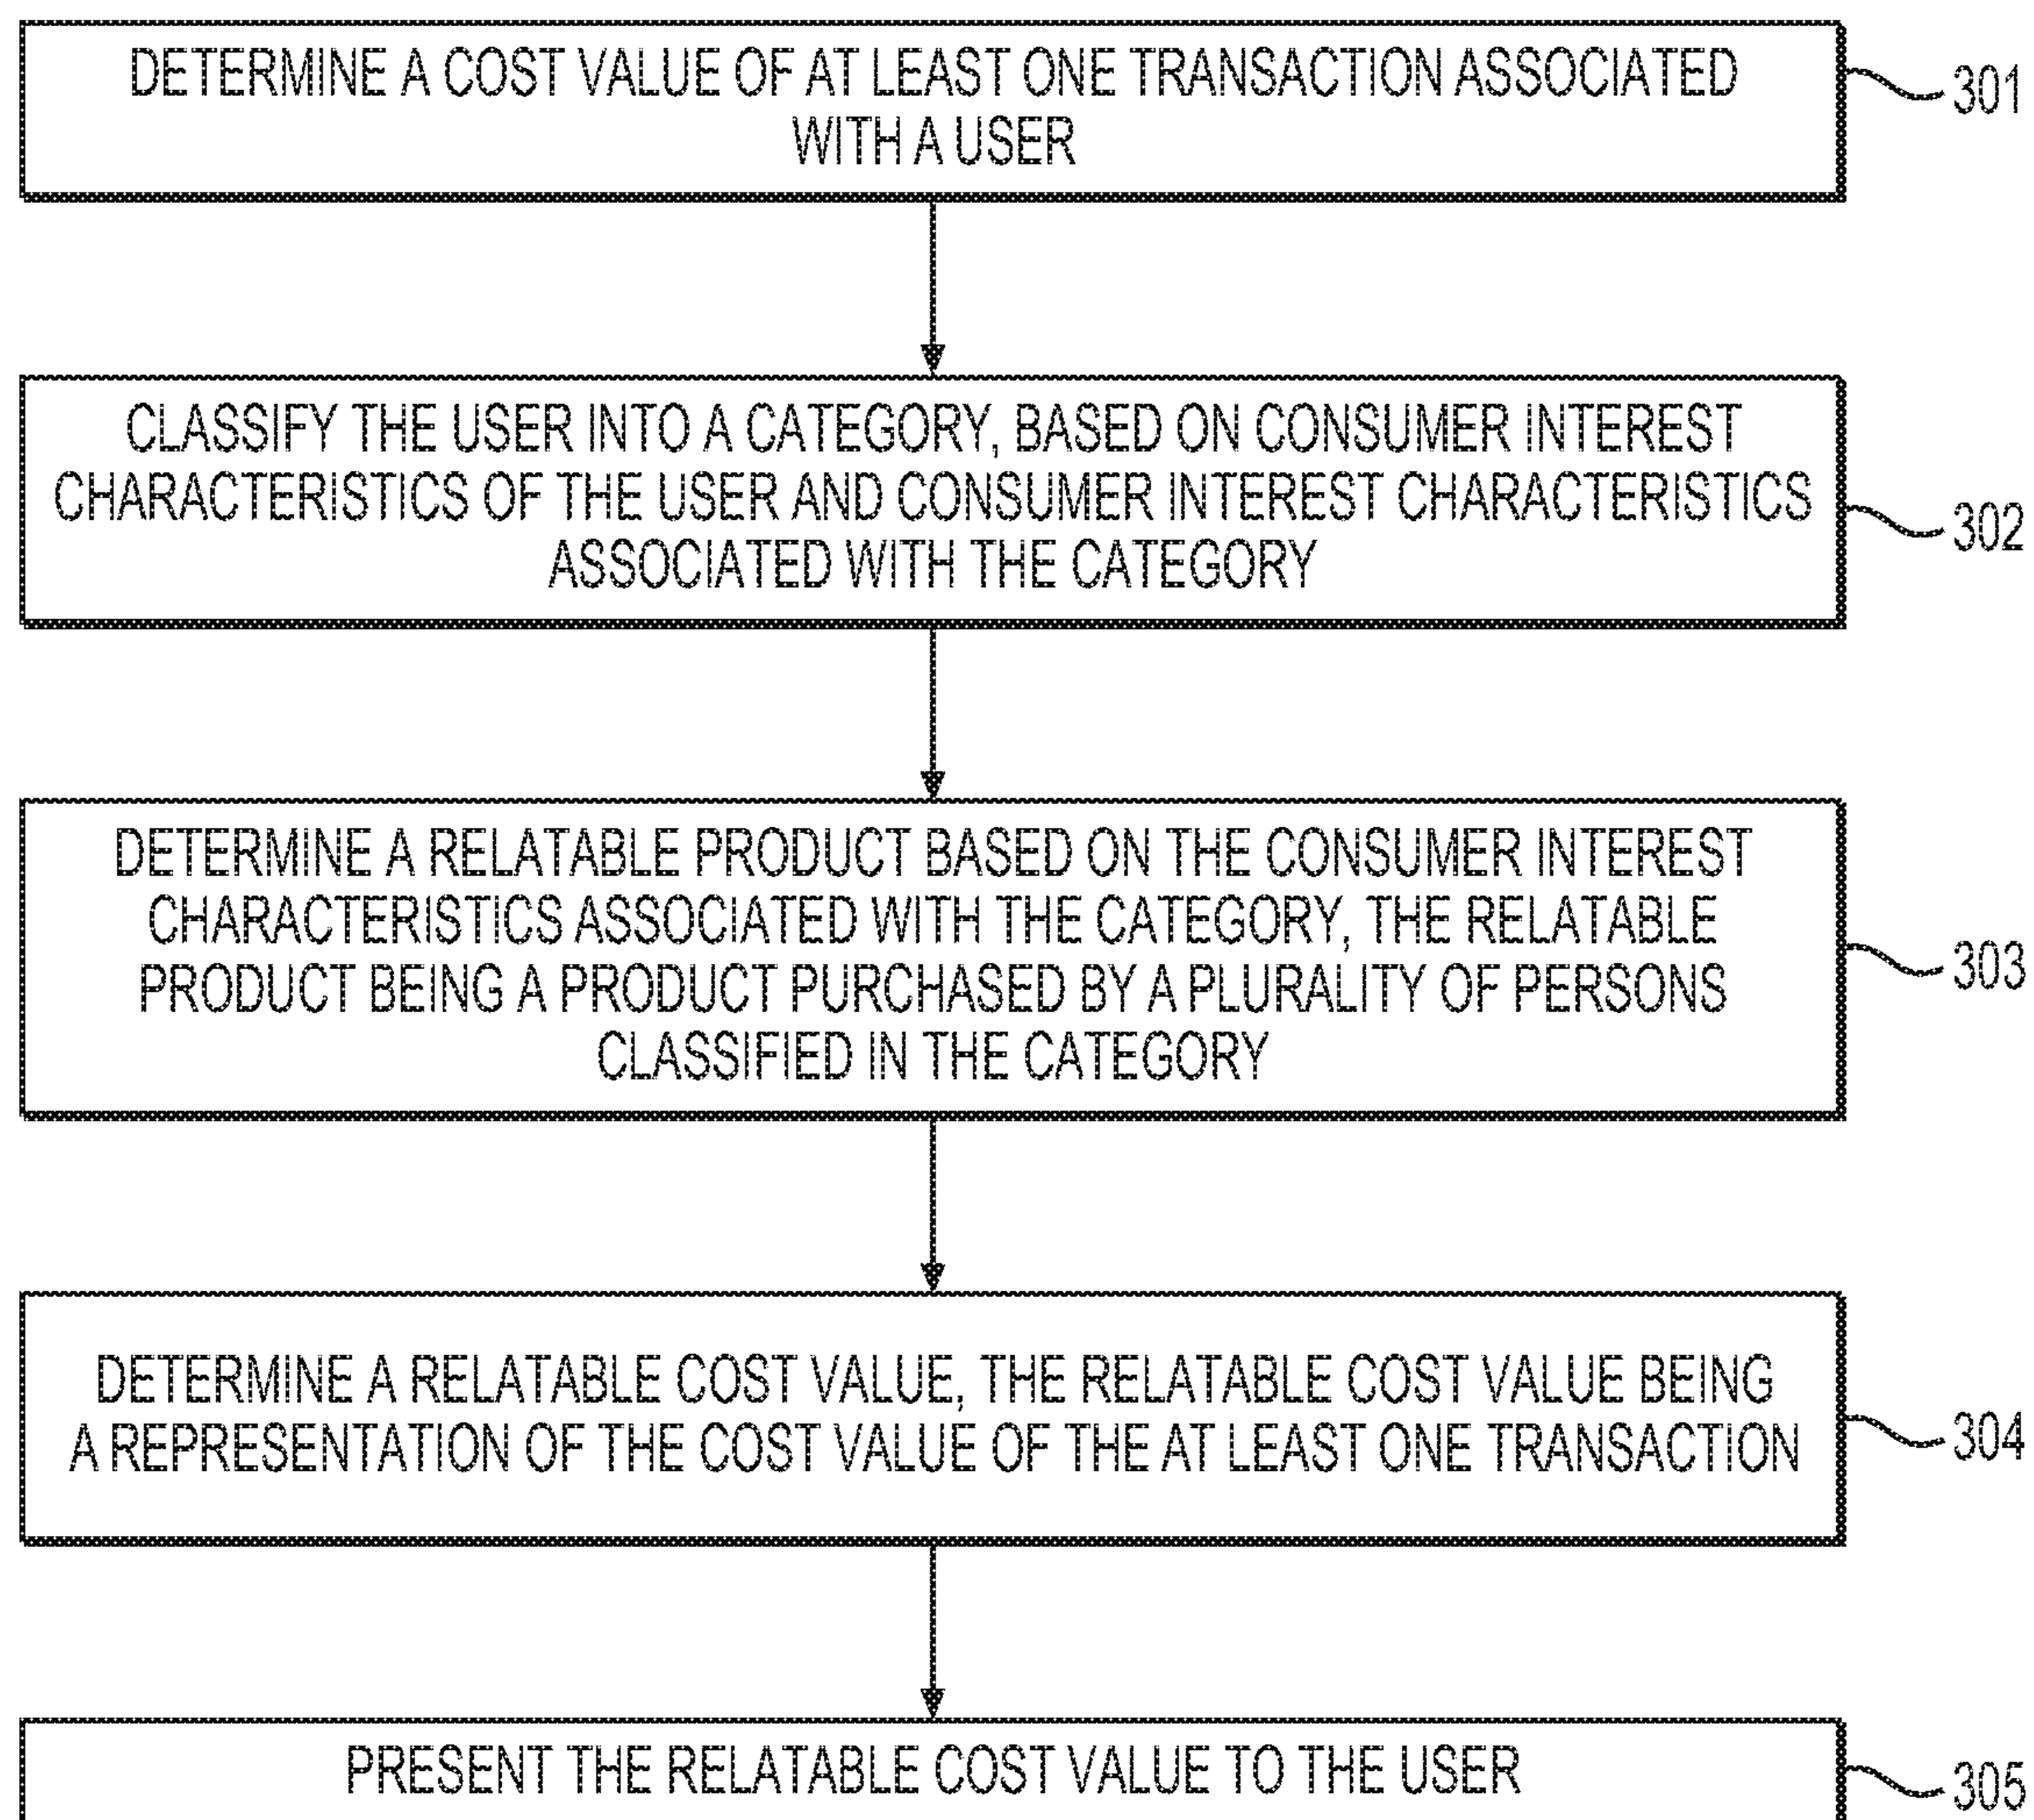 DETERMINE A COST VALUE OF AT LEAST ONE TRANSACTION ASSOCIATED
WITH A USER
301
CLASSIFY THE USER INTO A CATEGORY, BASED ON CONSUMER INTEREST
CHARACTERISTICS OF THE USER AND CONSUMER INTEREST CHARACTERISTICS
ASSOCIATED WITH THE CATEGORY
302
DETERMINE A RELATABLE PRODUCT BASED ON THE CONSUMER INTEREST
CHARACTERISTICS ASSOCIATED WITH THE CATEGORY, THE RELATABLE
PRODUCT BEING A PRODUCT PURCHASED BY A PLURALITY OF PERSONS
CLASSIFIED IN THE CATEGORY
303
DETERMINE A RELATABLE COST VALUE, THE RELATABLE COST VALUE BEING
A REPRESENTATION OF THE COST VALUE OF THE AT LEAST ONE TRANSACTION
304
PRESENT THE RELATABLE COST VALUE TO THE USER
305